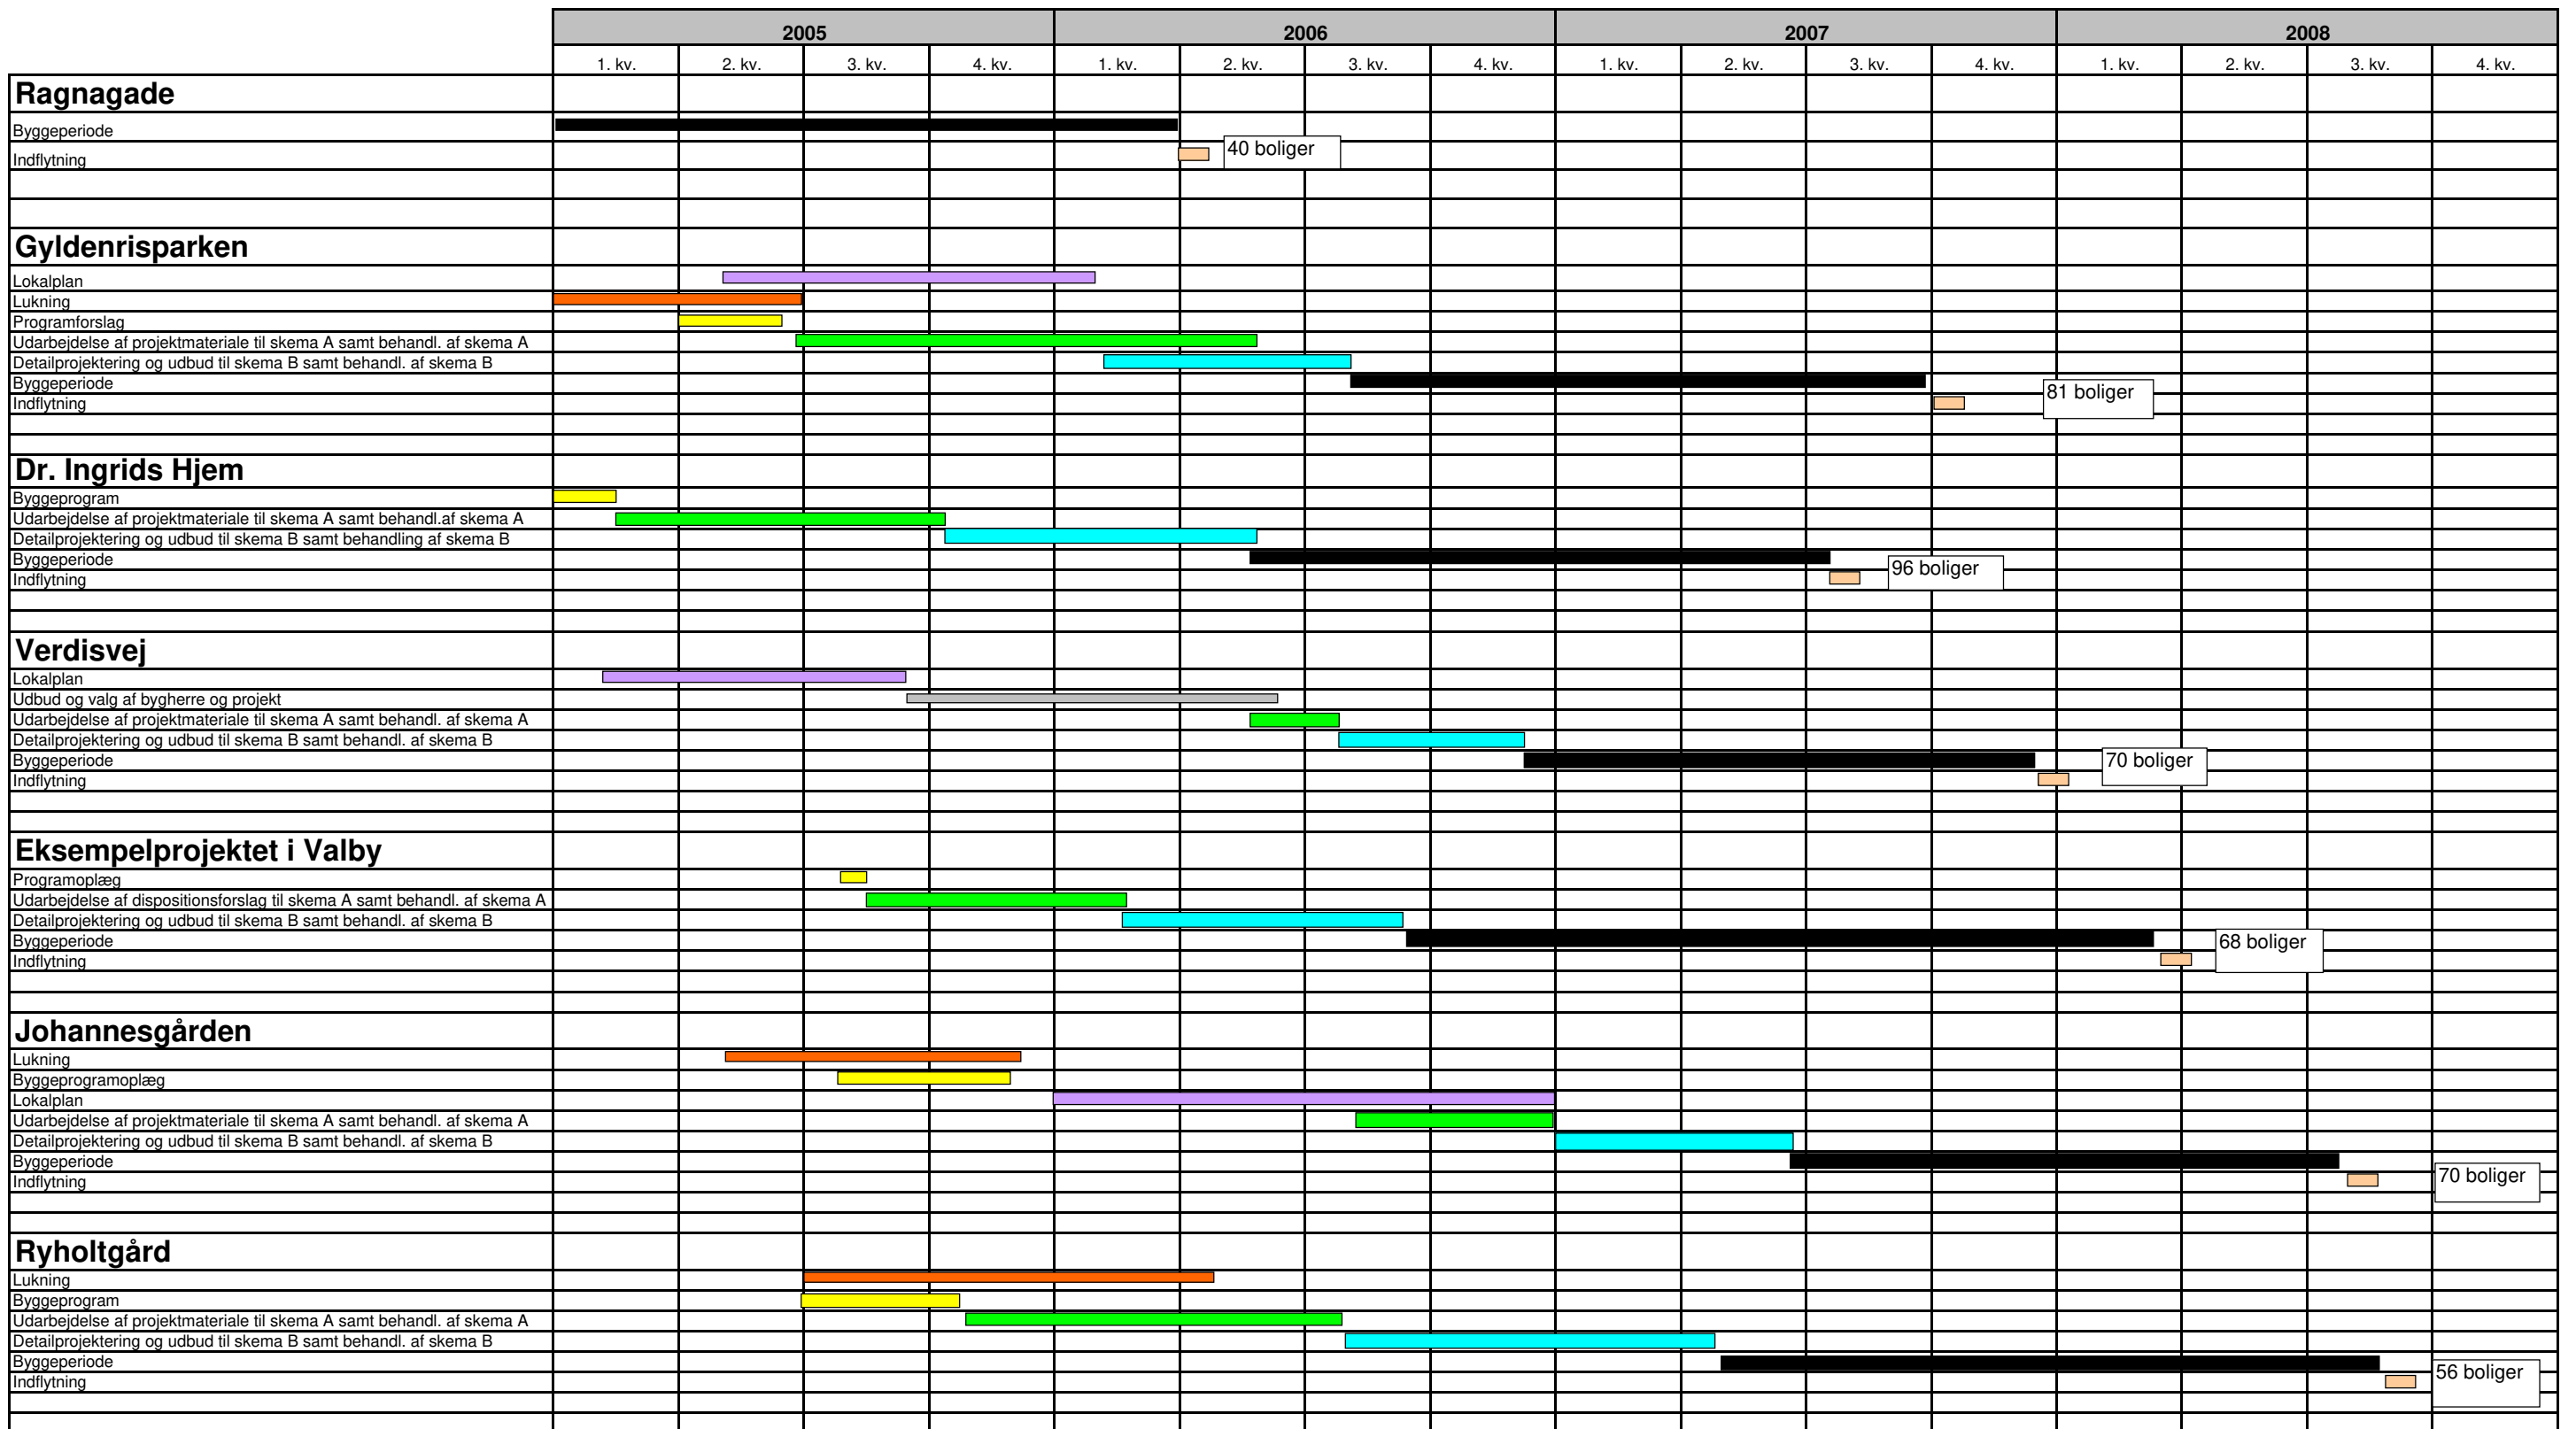 2005 2006 2007 2008
1. kv. 2. kv. 3. kv. 4. kv. 1. kv. 2. kv. 3. kv. 4. kv. 1. kv. 2. kv. 3. kv. 4. kv. 1. kv. 2. kv. 3. kv. 4. kv.
Ragnagade
Byggeperiode
Indflytning 40 boliger
Gyldenrisparken
Lokalplan
Lukning
Programforslag
Udarbejdelse af projektmateriale til skema A samt behandl. af skema A
Detailprojektering og udbud til skema B samt behandl. af skema B
Byggeperiode
81 boliger
Indflytning
Dr. Ingrids Hjem
Byggeprogram
Udarbejdelse af projektmateriale til skema A samt behandl.af skema A
Detailprojektering og udbud til skema B samt behandling af skema B
Byggeperiode
96 boliger
Indflytning
Verdisvej
Lokalplan
Udbud og valg af bygherre og projekt
Udarbejdelse af projektmateriale til skema A samt behandl. af skema A
Detailprojektering og udbud til skema B samt behandl. af skema B
Byggeperiode 70 boliger
Indflytning
Eksempelprojektet i Valby
Programoplæg
Udarbejdelse af dispositionsforslag til skema A samt behandl. af skema A
Detailprojektering og udbud til skema B samt behandl. af skema B
Byggeperiode 68 boliger
Indflytning
Johannesgården
Lukning
Byggeprogramoplæg
Lokalplan
Udarbejdelse af projektmateriale til skema A samt behandl. af skema A
Detailprojektering og udbud til skema B samt behandl. af skema B
Byggeperiode
Indflytning 70 boliger
Ryholtgård
Lukning
Byggeprogram
Udarbejdelse af projektmateriale til skema A samt behandl. af skema A
Detailprojektering og udbud til skema B samt behandl. af skema B
Byggeperiode
56 boliger
Indflytning